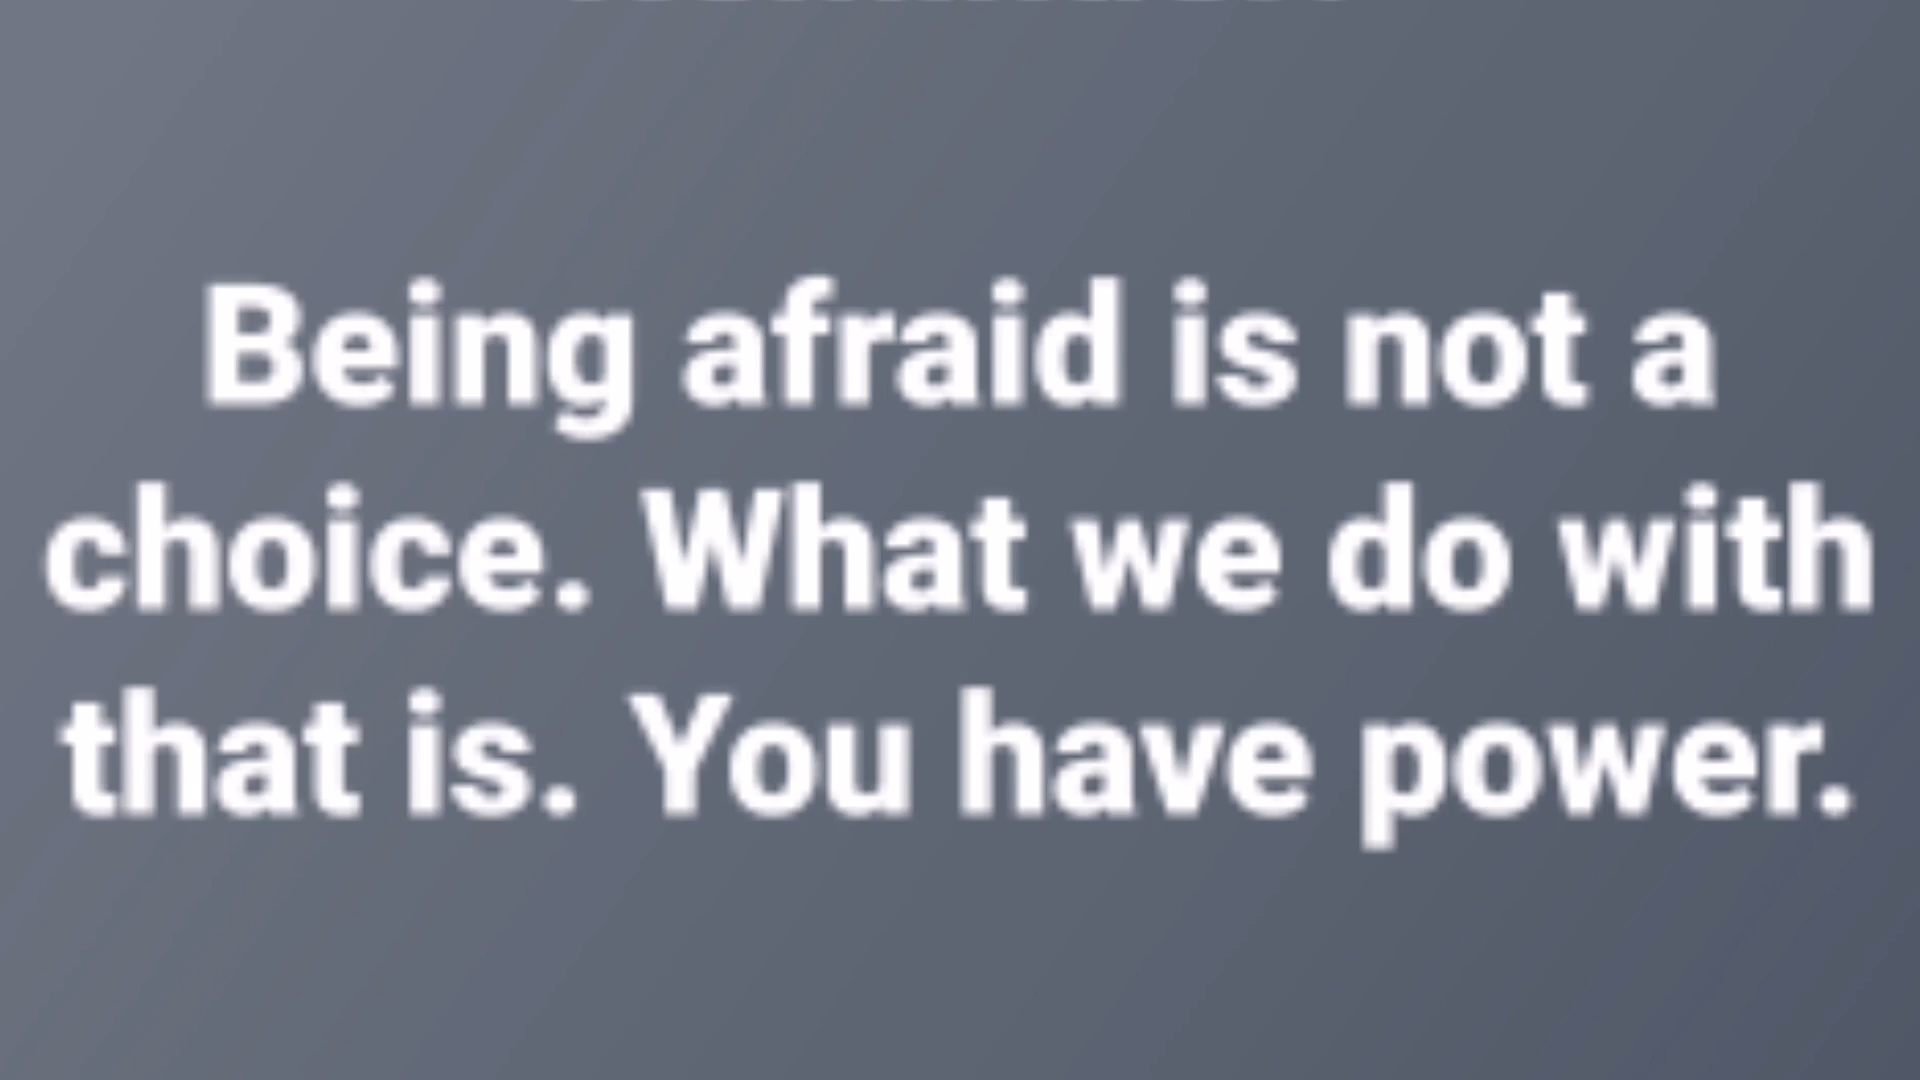 Being afraid is not a
choice. What we do with
that is. You have power.